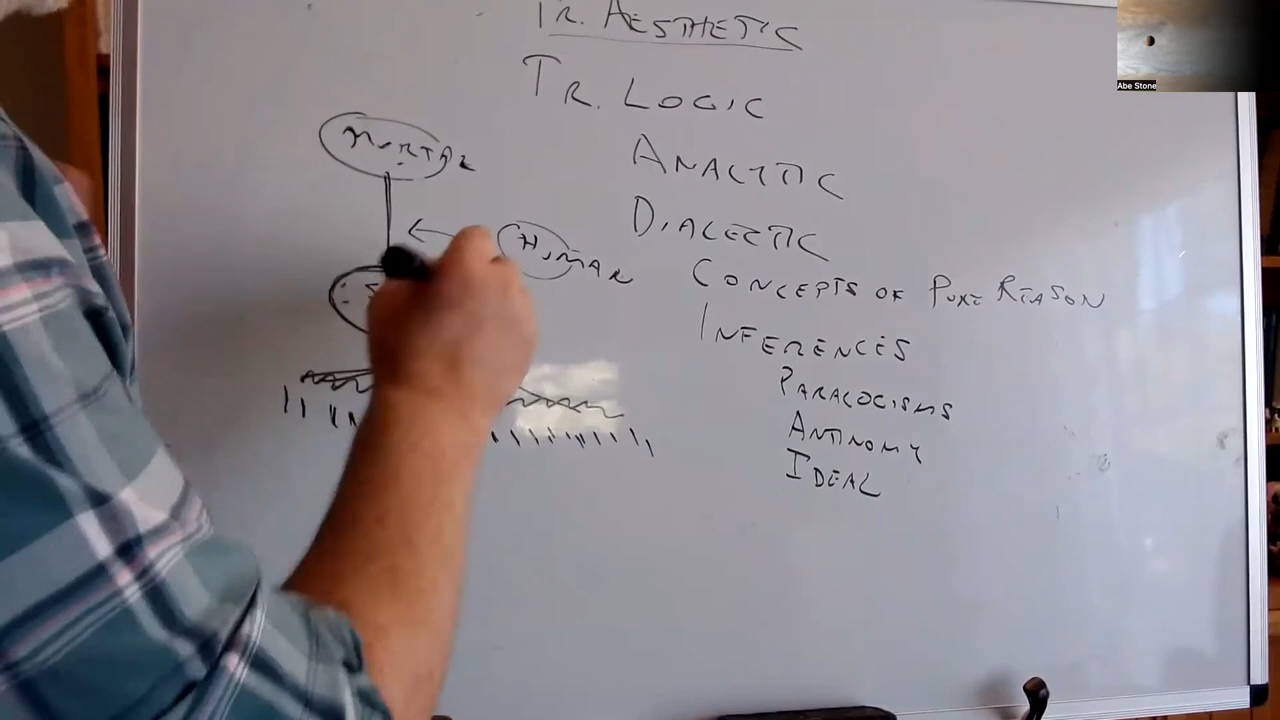 TR. AESTHETIC
TR. LOGIC
ANALYTIC
DIALECTIC
CONCEPTS OF PURE REASON
INFERENCES
PARALOGISMS
ANTINOMY
IDEAL
MORTAL
HUMAN
S
Abe Stone